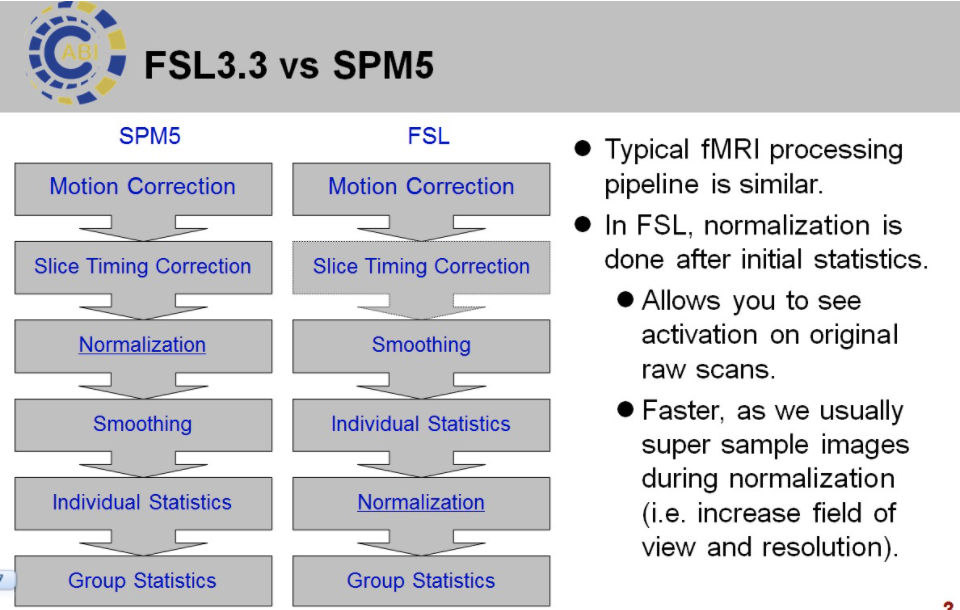 CABI
FSL3.3 vs SPM5
SPM5
Motion Correction
Slice Timing Correction
Normalization
Smoothing
Individual Statistics
Group Statistics
FSL
Motion Correction
Slice Timing Correction
Smoothing
Individual Statistics
Normalization
Group Statistics
● Typical fMRI processing
pipeline is similar.
● In FSL, normalization is
done after initial statistics.
● Allows you to see
activation on original
raw scans.
● Faster, as we usually
super sample images
during normalization
(i.e. increase field of
view and resolution).
7